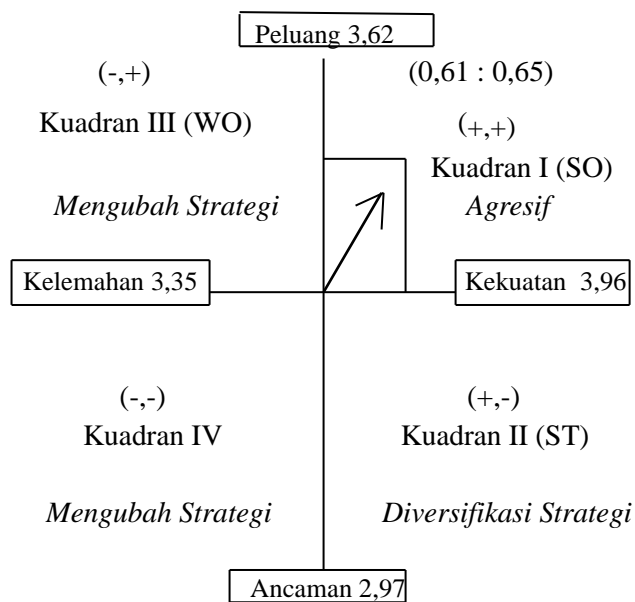 Peluang 3,62
(-,+)
(0,61 : 0,65)
Kuadran III (WO)
(+,+)
Kuadran I (SO)
Mengubah Strategi
Agresif
Kelemahan 3,35
Kekuatan 3,96
(-,-)
(+,-)
Kuadran IV
Kuadran II (ST)
Mengubah Strategi
Diversifikasi Strategi
Ancaman 2,97